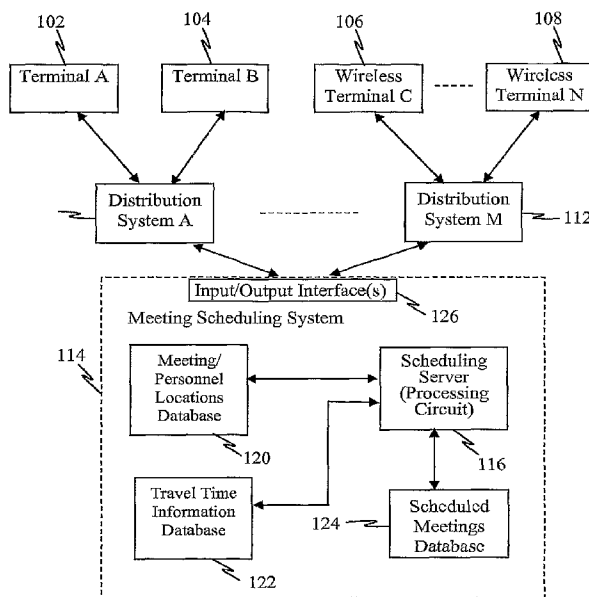 102
104
106
108
Terminal A
Terminal B
Wireless
Terminal C
Wireless
Terminal N
Distribution
System A
Distribution
System M
112
Input/Output Interface(s)
126
Meeting Scheduling System
114
Meeting/
Personnel
Locations
Database
120
Scheduling
Server
(Processing
Circuit)
116
Travel Time
Information
Database
122
124
Scheduled
Meetings
Database